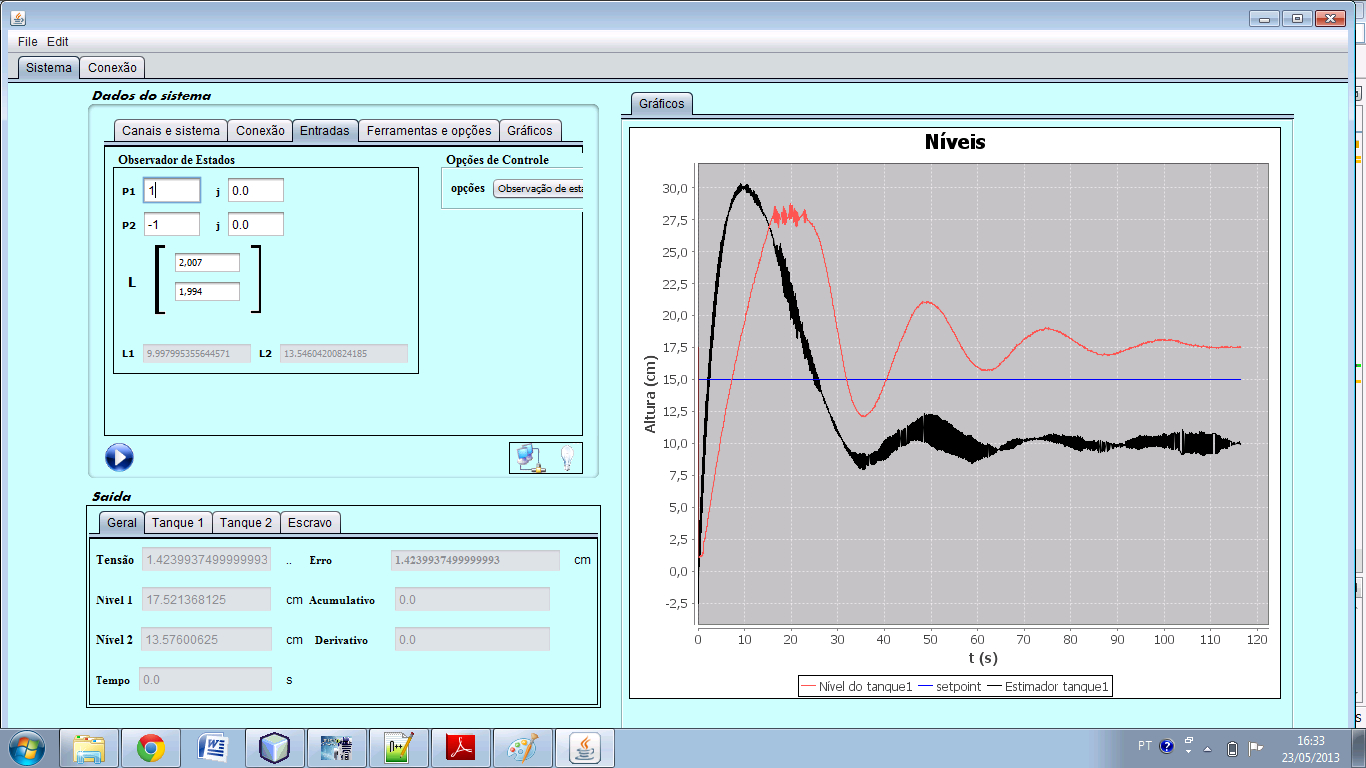 File Edit
Sistema Conexão
Dados do sistema
Canais e sistema Conexão Entradas Ferramentas e opções Gráficos
Observador de Estados
P1 1 j 0.0
P2 -1 j 0.0
L
2,007
1,994
L1 9.997995355644571 L2 13.54604200824185
Opções de Controle
opções Observação de esta
Saida
Geral Tanque 1 Tanque 2 Escravo
Tensão 1.4239937499999993 .. Erro 1.4239937499999993 cm
Nivel 1 17.521368125 cm Acumulativo 0.0
Nível 2 13.57600625 cm Derivativo 0.0
Tempo 0.0 s
Gráficos
Níveis
Altura (cm)
30,0
27,5
25,0
22,5
20,0
17,5
15,0
12,5
10,0
7,5
5,0
2,5
0,0
-2,5
0 10 20 30 40 50 60 70 80 90 100 110 120
t (s)
Nível do tanque1 setpoint Estimador tanque1
PT 16:33
23/05/2013